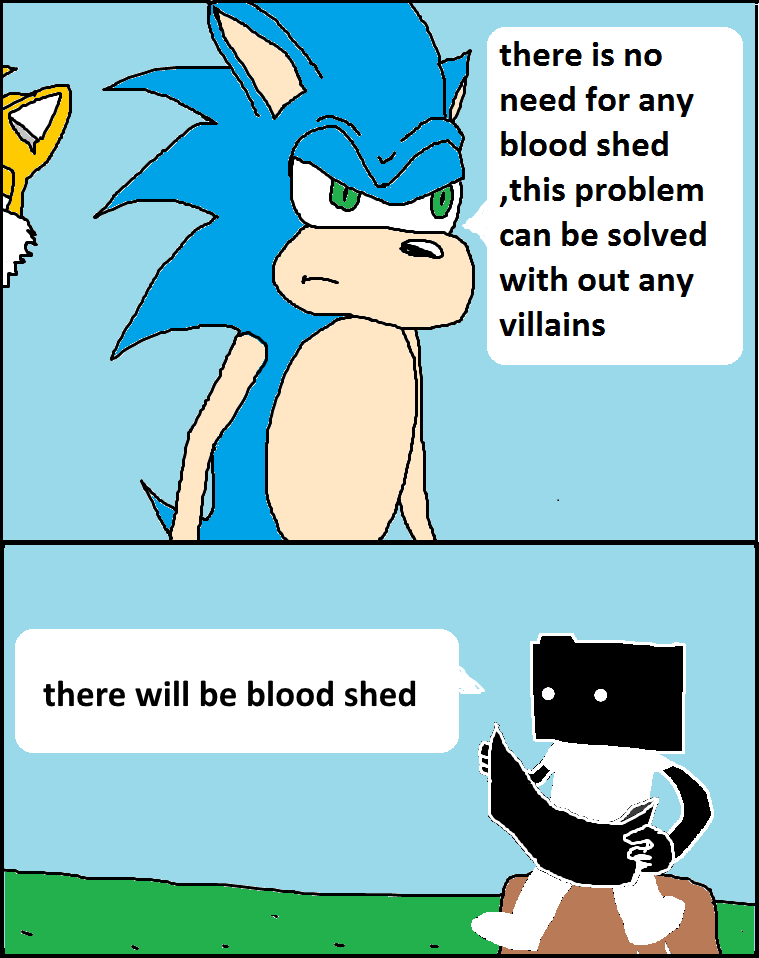 there is no
need for any
blood shed
,this problem
can be solved
with out any
villains
there will be blood shed